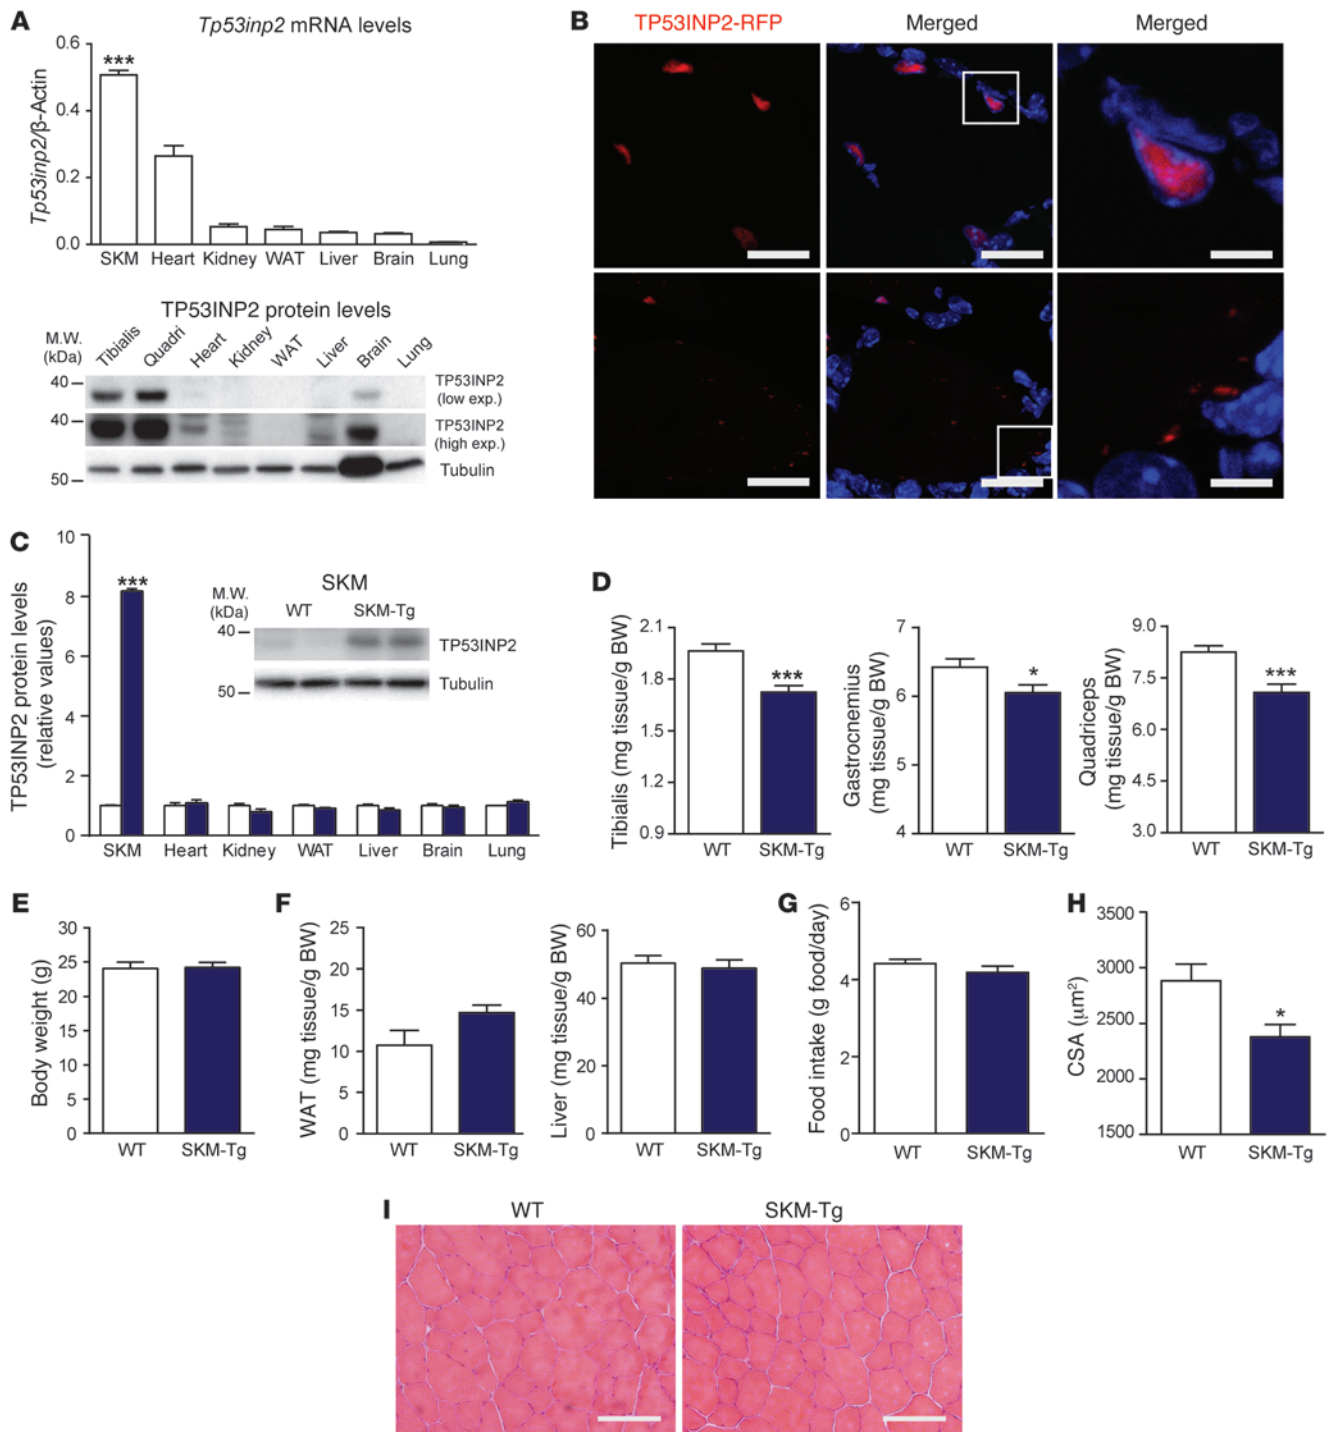 A
Tp53inp2 mRNA levels
Tp53inp2/β-Actin
0.6
0.4
0.2
0.0
***
SKM Heart Kidney WAT Liver Brain Lung
TP53INP2 protein levels
M.W.
(kDa)
Tibialis Quadri Heart Kidney WAT Liver Brain Lung
40
TP53INP2
(low exp.)
40
TP53INP2
(high exp.)
50
Tubulin
B
TP53INP2-RFP Merged Merged
C
TP53INP2 protein levels
(relative values)
10
8
6
4
2
0
***
SKM Heart Kidney WAT Liver Brain Lung
SKM
M.W.
(kDa)
WT SKM-Tg
40
TP53INP2
50
Tubulin
D
Tibialis (mg tissue/g BW)
2.1
1.8
1.5
1.2
0.9
***
WT SKM-Tg
Gastrocnemius
(mg tissue/g BW)
7
6
5
4
*
WT SKM-Tg
Quadriceps
(mg tissue/g BW)
9.0
7.5
6.0
4.5
3.0
***
WT SKM-Tg
E
Body weight (g)
30
25
20
15
10
5
0
WT SKM-Tg
F
WAT (mg tissue/g BW)
25
20
15
10
5
0
WT SKM-Tg
Liver (mg tissue/g BW)
60
40
20
0
WT SKM-Tg
G
Food intake (g food/day)
6
4
2
0
WT SKM-Tg
H
CSA (μm²)
3500
3000
2500
2000
1500
*
WT SKM-Tg
I
WT SKM-Tg